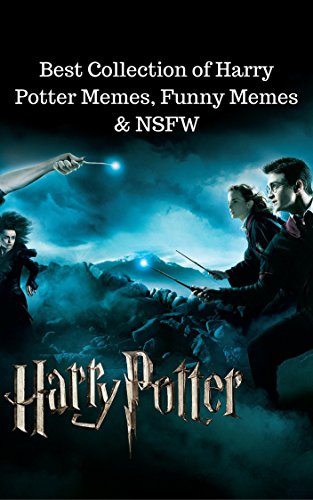 Best Collection of Harry
Potter Memes, Funny Memes
& NSFW
Harry Potter